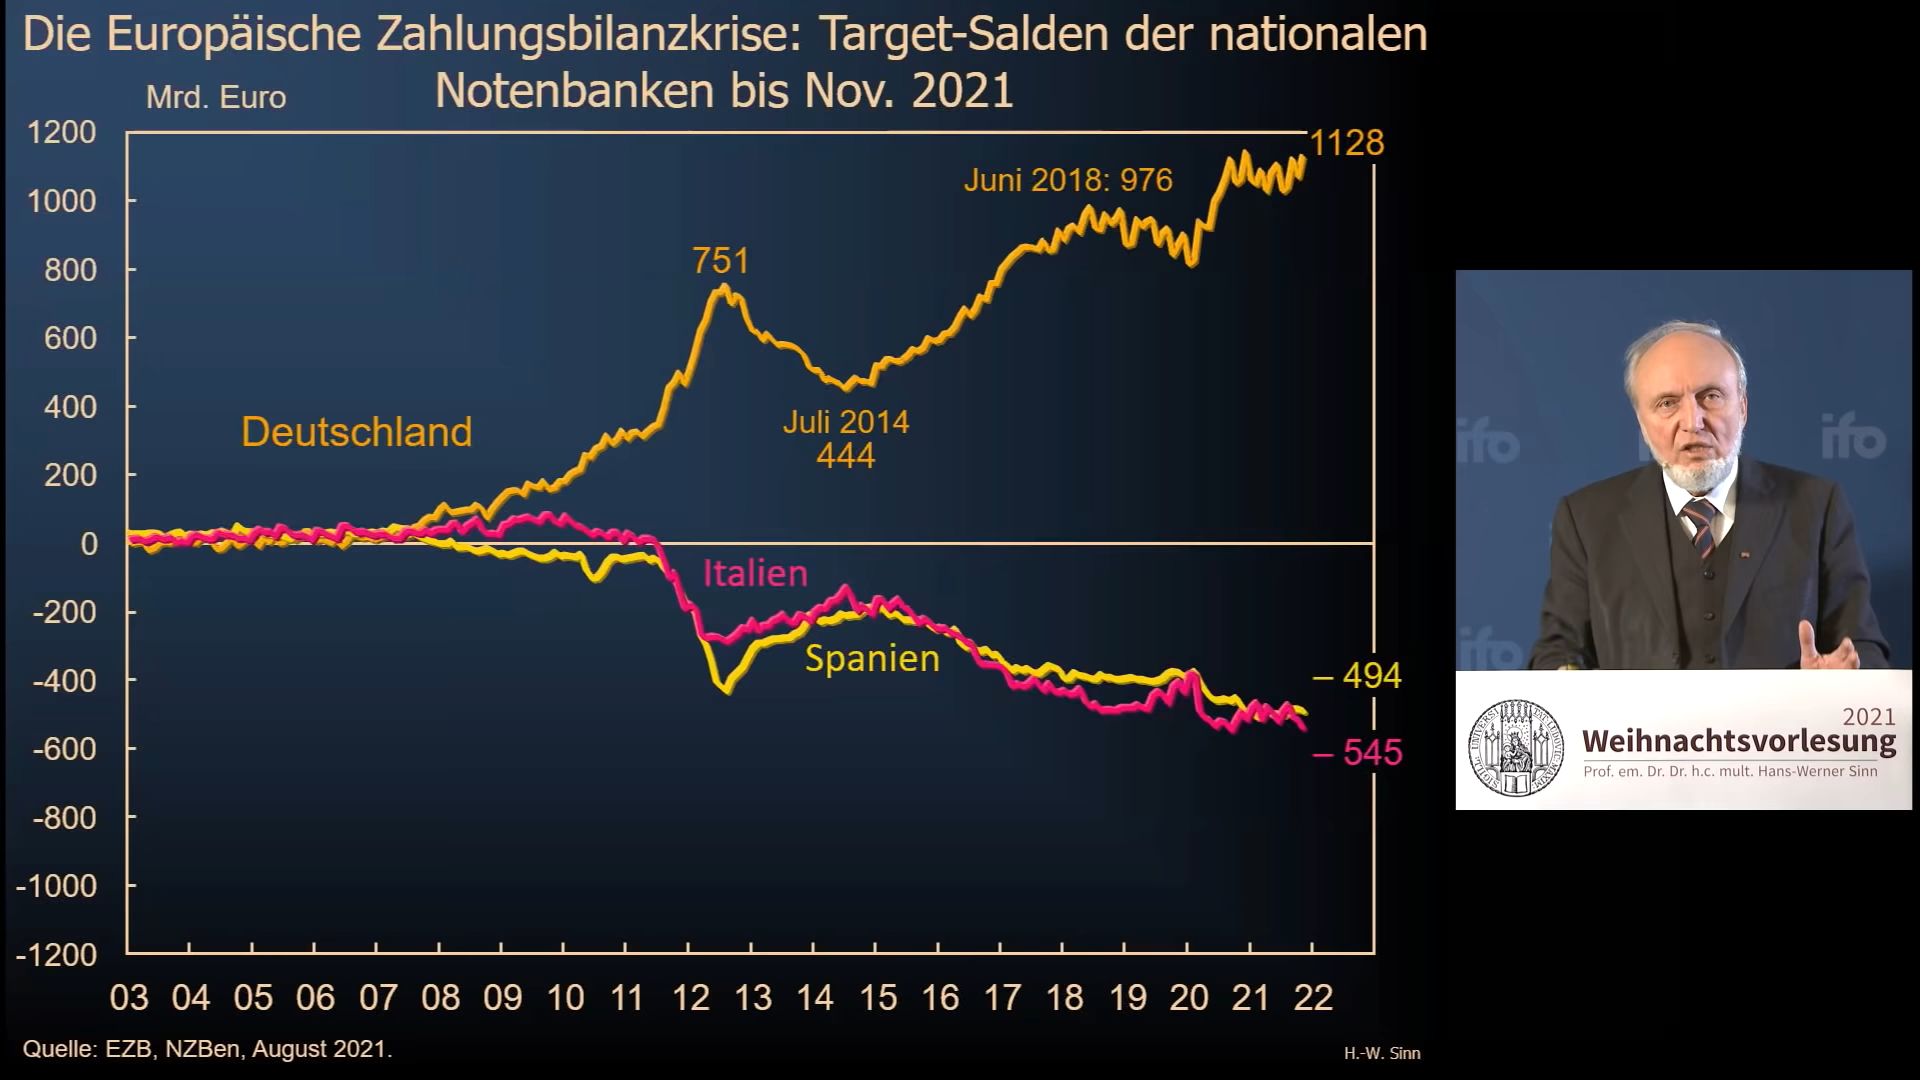 Die Europäische Zahlungsbilanzkrise: Target-Salden der nationalen
Notenbanken bis Nov. 2021
Mrd. Euro
1200
1000
800
600
400
200
0
-200
-400
-600
-800
-1000
-1200
1128
Juni 2018: 976
751
Juli 2014
444
Deutschland
Italien
Spanien
– 494
– 545
03 04 05 06 07 08 09 10 11 12 13 14 15 16 17 18 19 20 21 22
Quelle: EZB, NZBen, August 2021.
H.-W. Sinn
ifo
ifo
ifo
2021
Weihnachtsvorlesung
Prof. em. Dr. Dr. h.c. mult. Hans-Werner Sinn